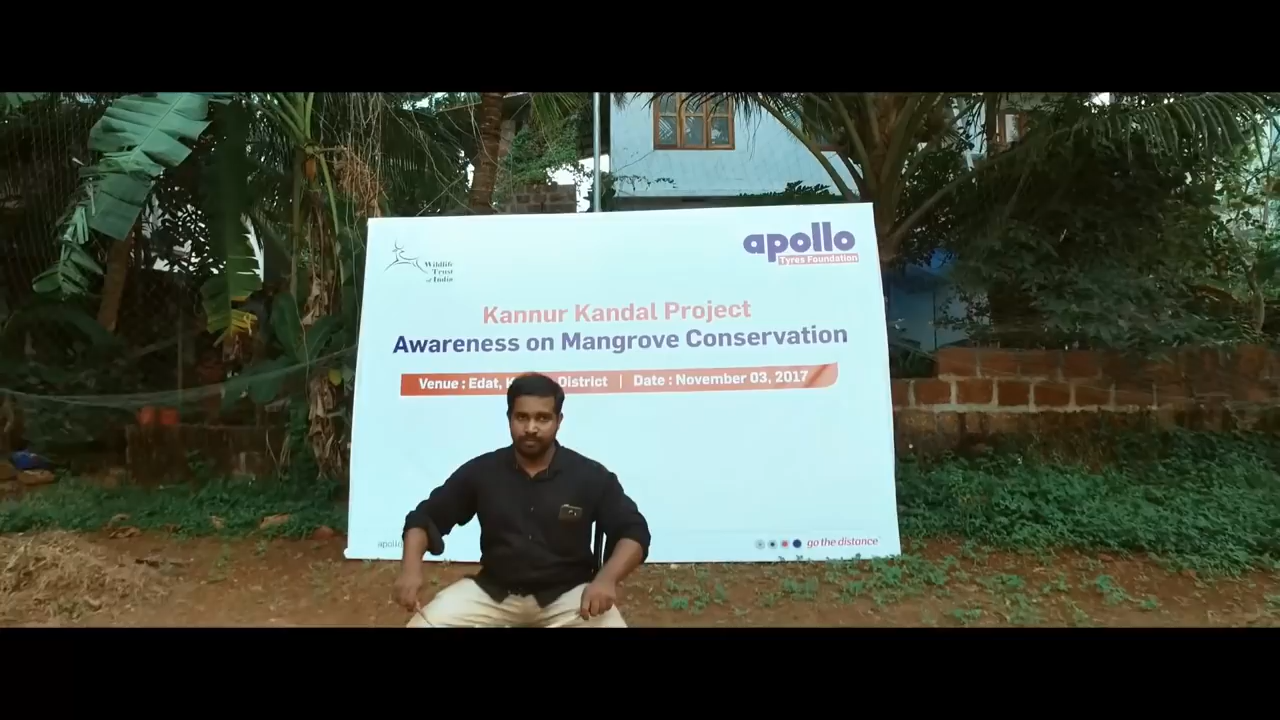 Wildlife
Trust
of India
apollo
Tyres Foundation
Kannur Kandal Project
Awareness on Mangrove Conservation
Venue : Edat, District | Date : November 03, 2017
apollo
go the distance